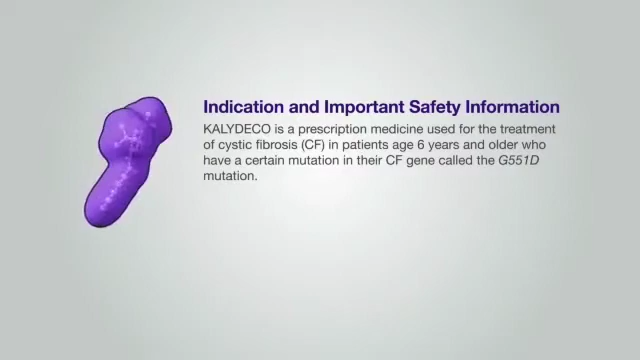 Indication and Important Safety Information
KALYDECO is a prescription medicine used for the treatment
of cystic fibrosis (CF) in patients age 6 years and older who
have a certain mutation in their CF gene called the G551D
mutation.